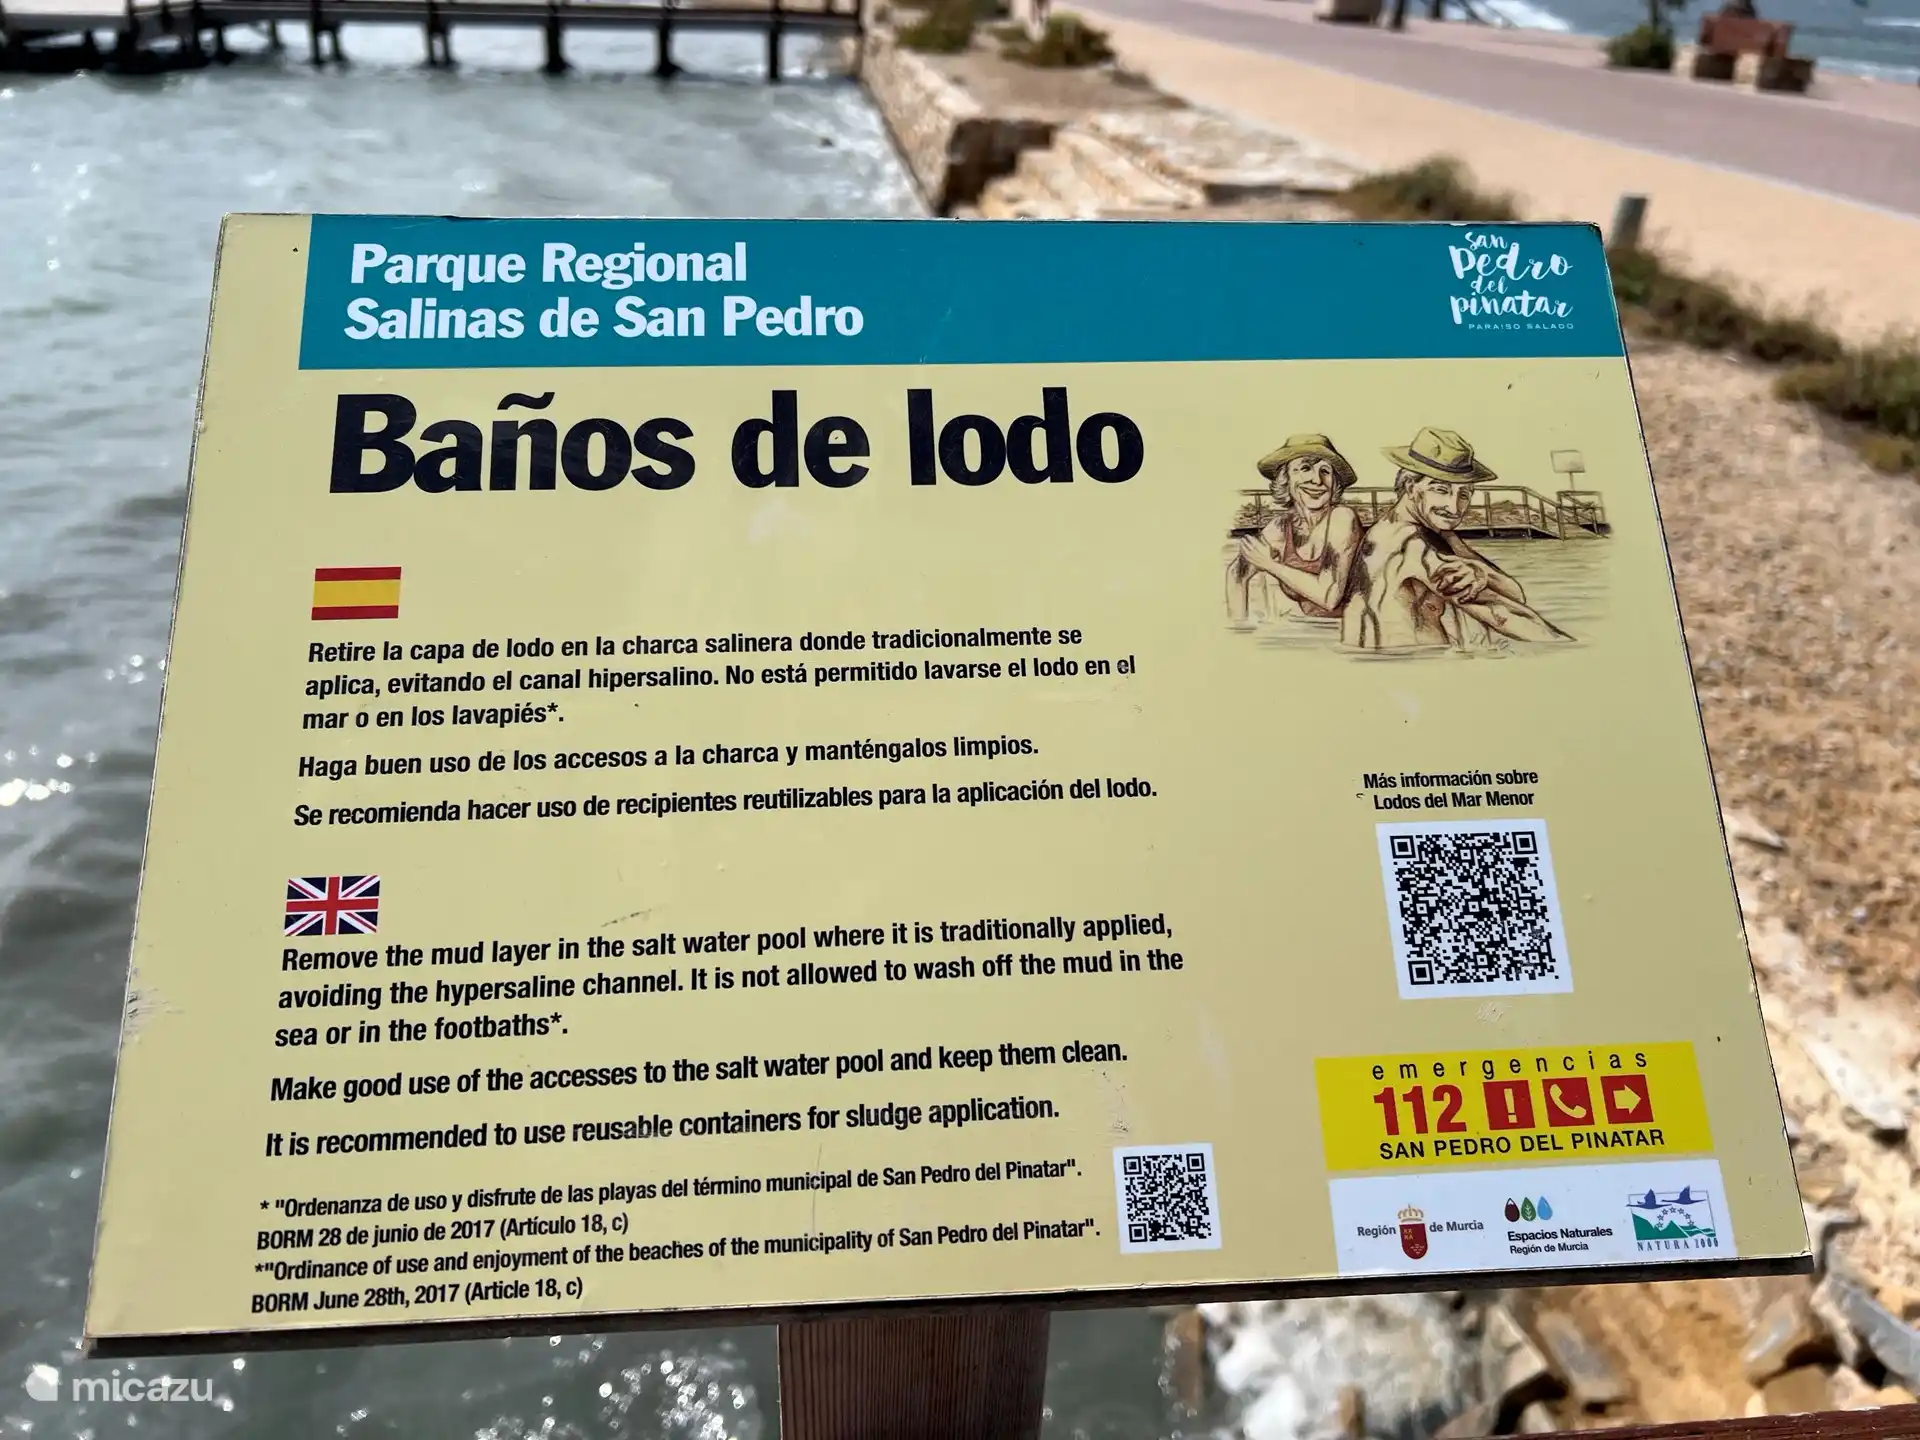 Parque Regional
Salinas de San Pedro
san
Pedro
del
pinatar
PARAISO SALADO
Baños de lodo
Retire la capa de lodo en la charca salinera donde tradicionalmente se
aplica, evitando el canal hipersalino. No está permitido lavarse el lodo en el
mar o en los lavapiés*.
Haga buen uso de los accesos a la charca y manténgalos limpios.
Se recomienda hacer uso de recipientes reutilizables para la aplicación del lodo.
Remove the mud layer in the salt water pool where it is traditionally applied,
avoiding the hypersaline channel. It is not allowed to wash off the mud in the
sea or in the footbaths*.
Make good use of the accesses to the salt water pool and keep them clean.
It is recommended to use reusable containers for sludge application.
* "Ordenanza de uso y disfrute de las playas del término municipal de San Pedro del Pinatar".
BORM 28 de junio de 2017 (Artículo 18, c)
*"Ordinance of use and enjoyment of the beaches of the municipality of San Pedro del Pinatar".
BORM June 28th, 2017 (Article 18, c)
Más información sobre
Lodos del Mar Menor
emergencias
112
SAN PEDRO DEL PINATAR
Región de Murcia
Espacios Naturales
Región de Murcia
NATURA 2000
micazu